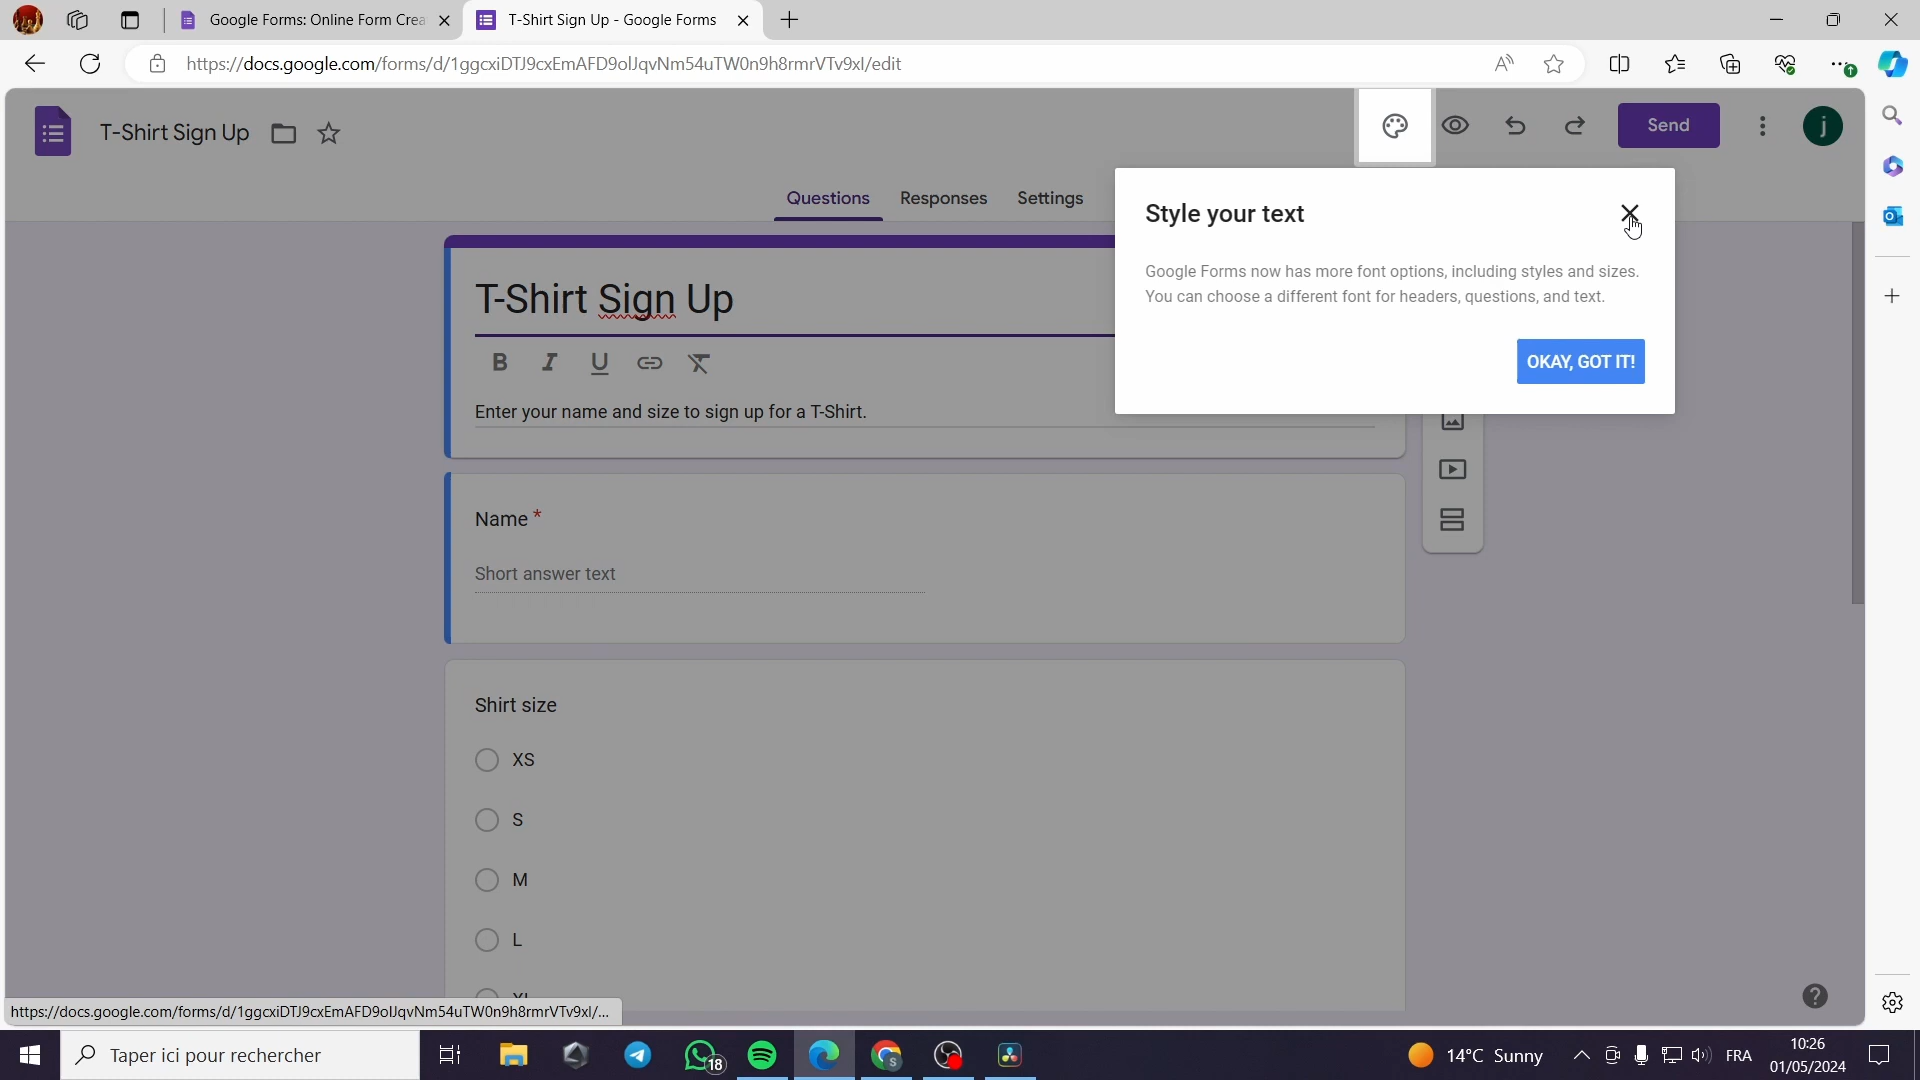 Google Forms: Online Form Crea
T-Shirt Sign Up - Google Forms
https://docs.google.com/forms/d/1ggcxiDTJ9cxEmAFD9olJqvNm54uTW0n9h8rmrVTv9xI/edit
T-Shirt Sign Up
Send
j
Questions
Responses
Settings
Style your text
Google Forms now has more font options, including styles and sizes.
You can choose a different font for headers, questions, and text.
OKAY, GOT IT!
T-Shirt Sign Up
B I U
Enter your name and size to sign up for a T-Shirt.
Name *
Short answer text
Shirt size
XS
S
M
L
XL
https://docs.google.com/forms/d/1ggcxiDTJ9cxEmAFD9olJqvNm54uTW0n9h8rmrVTv9xI/...
Taper ici pour rechercher
18
S
14°C Sunny
FRA
10:26
01/05/2024